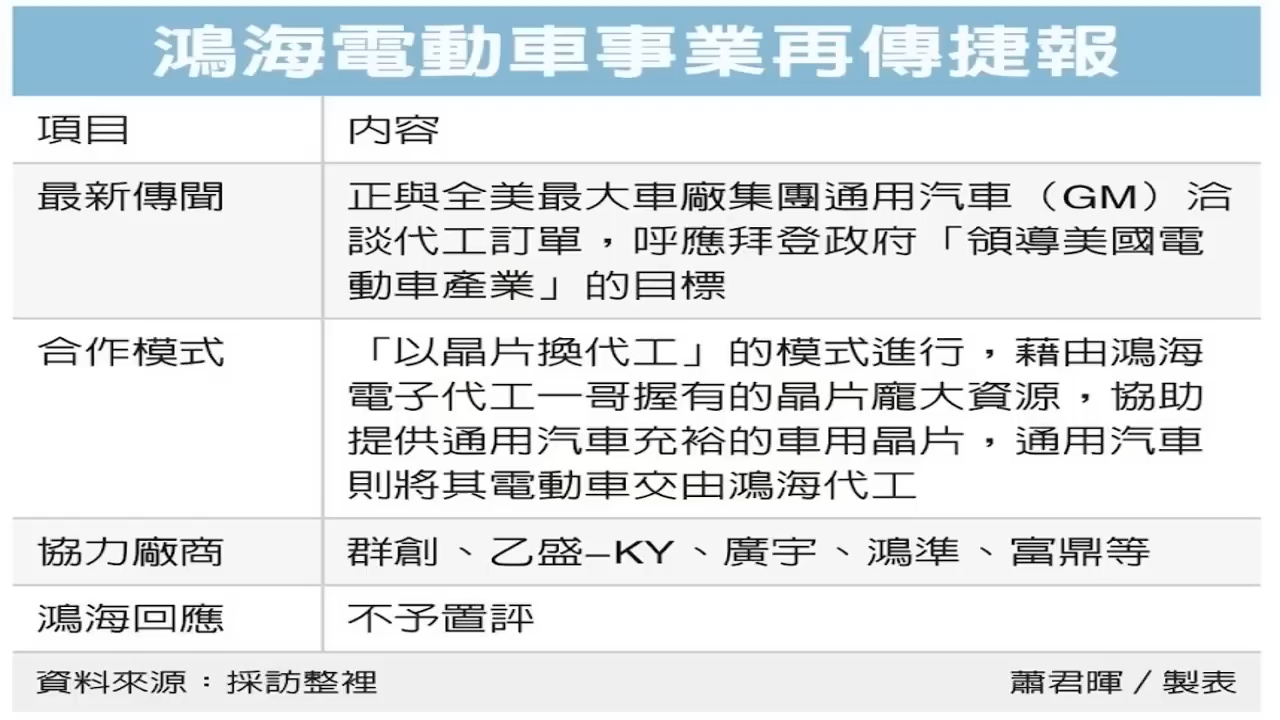 鴻海電動車事業再傳捷報
項目 內容
最新傳聞 正與全美最大車廠集團通用汽車（GM）洽
談代工訂單，呼應拜登政府「領導美國電
動車產業」的目標
合作模式 「以晶片換代工」的模式進行，藉由鴻海
電子代工一哥握有的晶片龐大資源，協助
提供通用汽車充裕的車用晶片，通用汽車
則將其電動車交由鴻海代工
協力廠商 群創、乙盛–KY、廣宇、鴻準、富鼎等
鴻海回應 不予置評
資料來源：採訪整裡 蕭君暉／製表